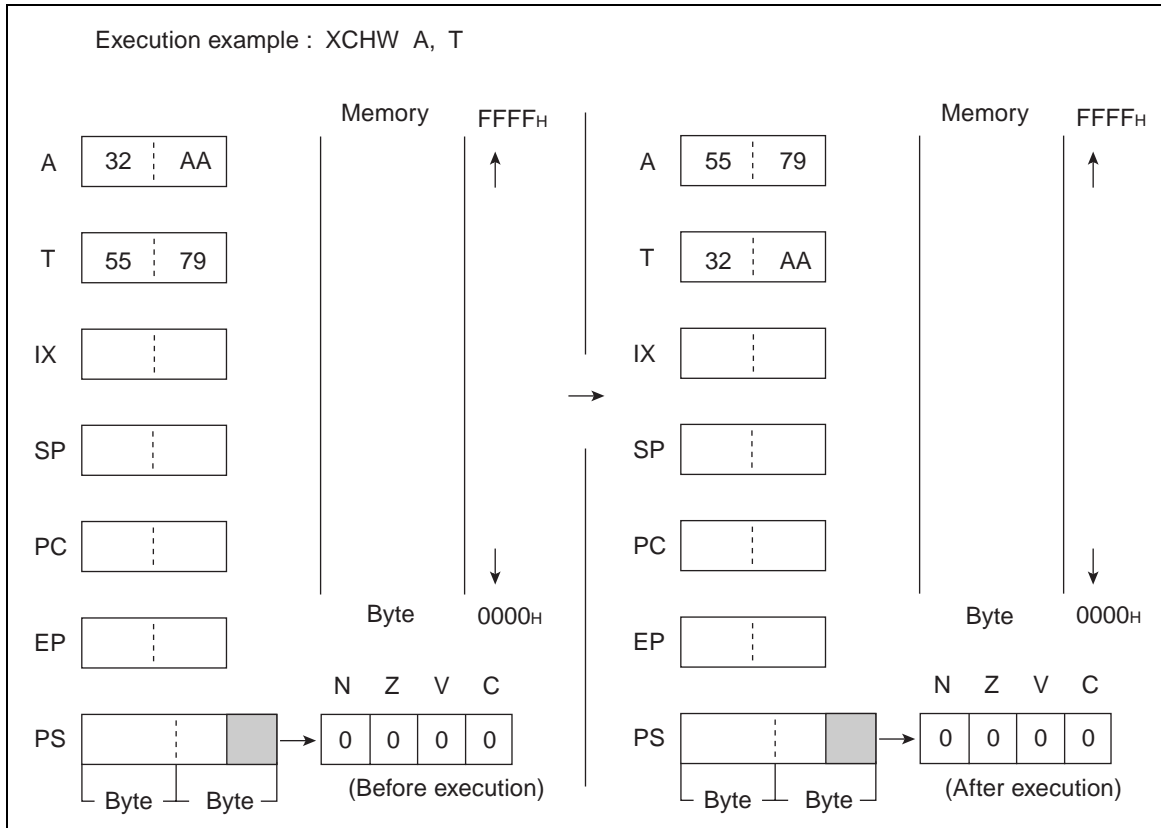 Execution example : XCHW A, T
Memory FFFFH
A 32 AA
T 55 79
IX
SP
PC
Byte 0000H
EP
N Z V C
PS 0 0 0 0
Byte Byte (Before execution)
Memory FFFFH
A 55 79
T 32 AA
IX
SP
PC
Byte 0000H
EP
N Z V C
PS 0 0 0 0
Byte Byte (After execution)